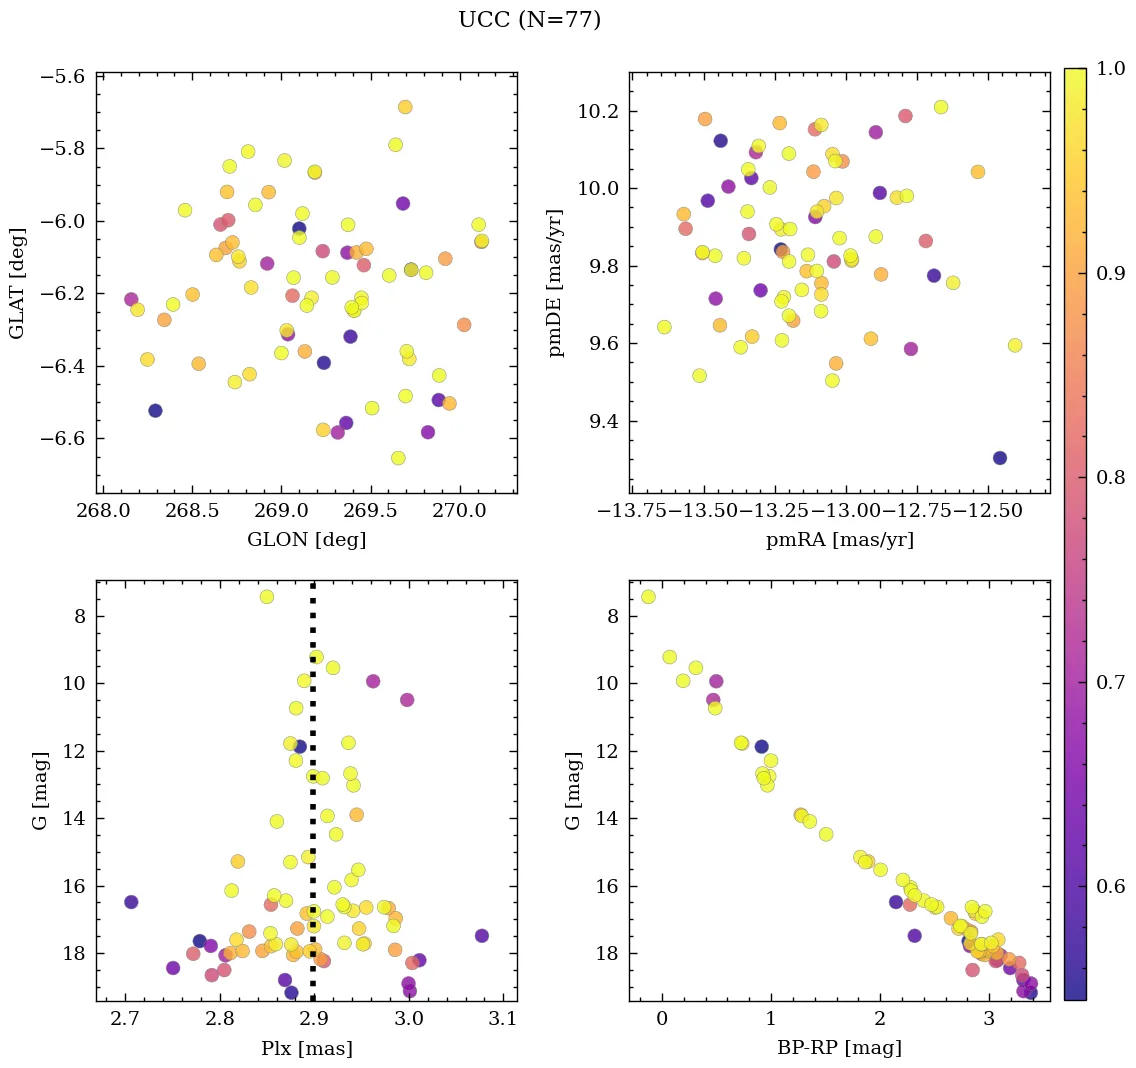 UCC (N=77)
−5.6
−5.8
−6.0
−6.2
−6.4
−6.6
GLAT [deg]
268.0 268.5 269.0 269.5 270.0
GLON [deg]
10.2
10.0
9.8
9.6
9.4
pmDE [mas/yr]
−13.75 −13.50 −13.25 −13.00 −12.75 −12.50
pmRA [mas/yr]
1.0
0.9
0.8
0.7
0.6
8
10
12
14
16
18
G [mag]
2.7 2.8 2.9 3.0 3.1
Plx [mas]
8
10
12
14
16
18
G [mag]
0 1 2 3
BP-RP [mag]